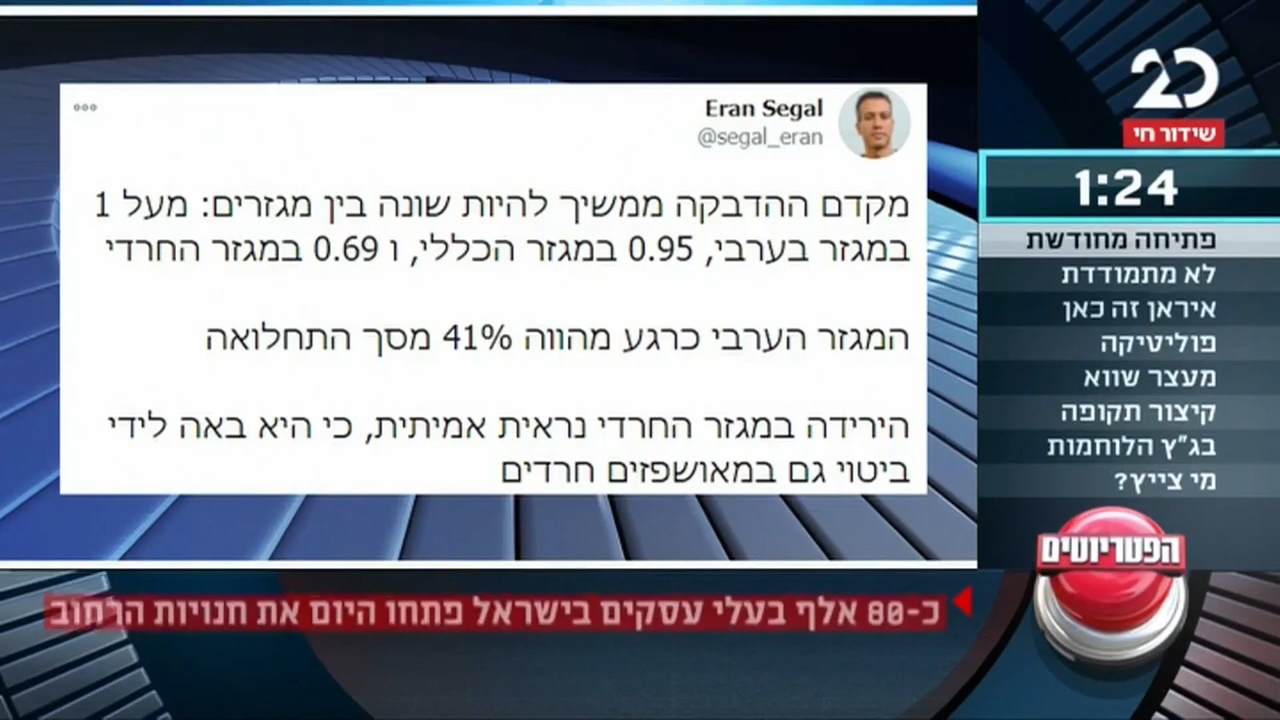 Eran Segal
@segal_eran
מקדם ההדבקה ממשיך להיות שונה בין מגזרים: מעל 1
במגזר בערבי, 0.95 במגזר הכללי, ו 0.69 במגזר החרדי
המגזר הערבי כרגע מהווה 41% מסך התחלואה
הירידה במגזר החרדי נראית אמיתית, כי היא באה לידי
ביטוי גם במאושפזים חרדים
20
שידור חי
1:24
פתיחה מחודשת
לא מתמודדת
איראן זה כאן
פוליטיקה
מעצר שווא
קיצור תקופה
בג"ץ הלוחמות
מי צייץ?
הפטריוטים
כ-80 אלף בעלי עסקים בישראל פתחו היום את חנויות הרחוב